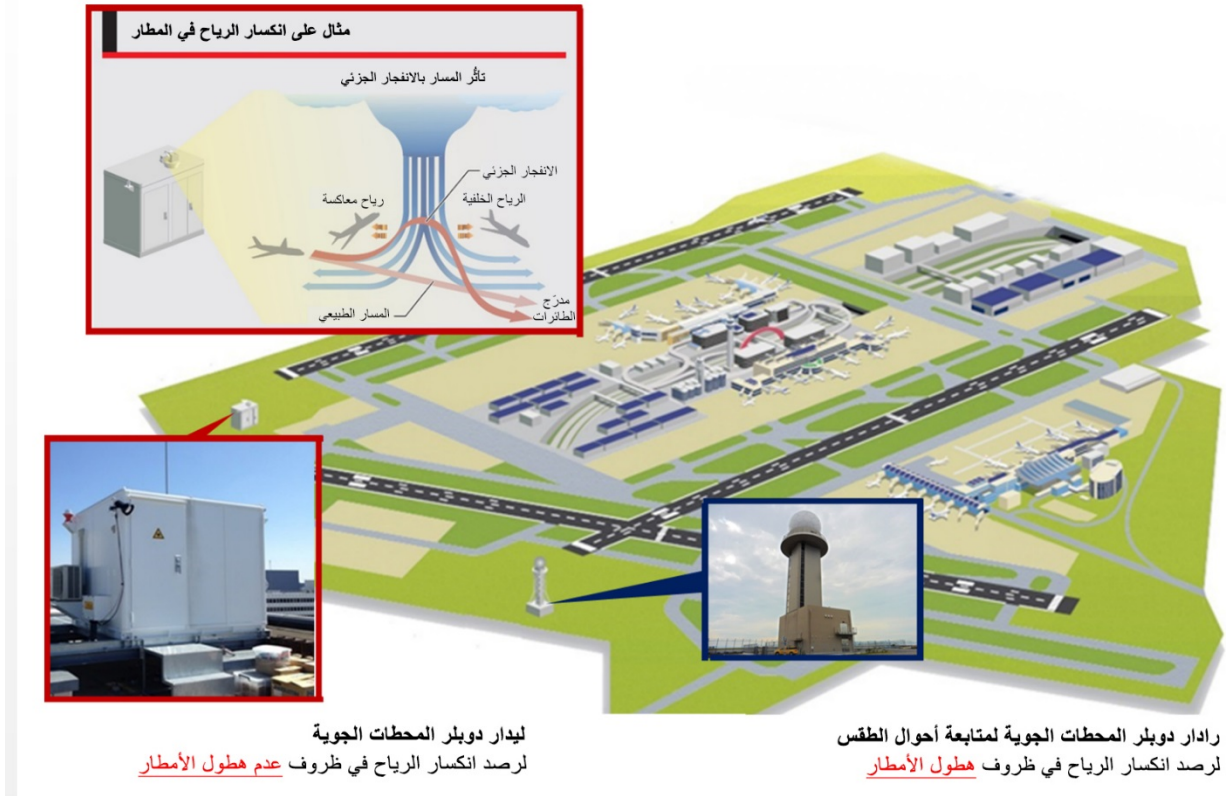 مثال على انكسار الرياح في المطار
تأثُّر المسار بالانفجار الجزئي
الانفجار الجزئي
رياح معاكسة
الرياح الخلفية
المسار الطبيعي
مدرّج
الطائرات
ليدار دوبلر المحطات الجوية
لرصد انكسار الرياح في ظروف عدم هطول الأمطار
رادار دوبلر المحطات الجوية لمتابعة أحوال الطقس
لرصد انكسار الرياح في ظروف هطول الأمطار